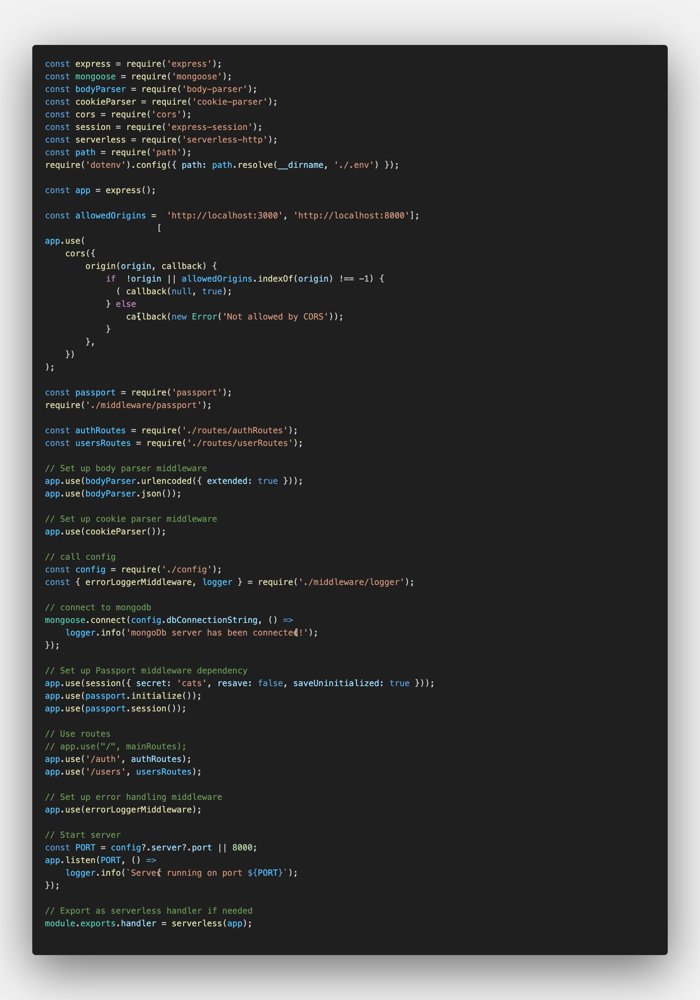 const express = require('express');
const mongoose = require('mongoose');
const bodyParser = require('body-parser');
const cookieParser = require('cookie-parser');
const cors = require('cors');
const session = require('express-session');
const serverless = require('serverless-http');
const path = require('path');
require('dotenv').config({ path: path.resolve(__dirname, './.env') });

const app = express();

const allowedOrigins = [ 'http://localhost:3000', 'http://localhost:8000'];

app.use(
    cors({
        origin(origin, callback) {
            if ( !origin || allowedOrigins.indexOf(origin) !== -1) {
                callback(null, true);
            } else {
                callback(new Error('Not allowed by CORS'));
            }
        },
    })
);

const passport = require('passport');
require('./middleware/passport');

const authRoutes = require('./routes/authRoutes');
const usersRoutes = require('./routes/userRoutes');

// Set up body parser middleware
app.use(bodyParser.urlencoded({ extended: true }));
app.use(bodyParser.json());

// Set up cookie parser middleware
app.use(cookieParser());

// call config
const config = require('./config');
const { errorLoggerMiddleware, logger } = require('./middleware/logger');

// connect to mongodb
mongoose.connect(config.dbConnectionString, () => {
    logger.info('mongoDb server has been connected!');
});

// Set up Passport middleware dependency
app.use(session({ secret: 'cats', resave: false, saveUninitialized: true }));
app.use(passport.initialize());
app.use(passport.session());

// Use routes
// app.use("/", mainRoutes);
app.use('/auth', authRoutes);
app.use('/users', usersRoutes);

// Set up error handling middleware
app.use(errorLoggerMiddleware);

// Start server
const PORT = config?.server?.port || 8000;
app.listen(PORT, () => {
    logger.info(`Server running on port ${PORT}`);
});

// Export as serverless handler if needed
module.exports.handler = serverless(app);